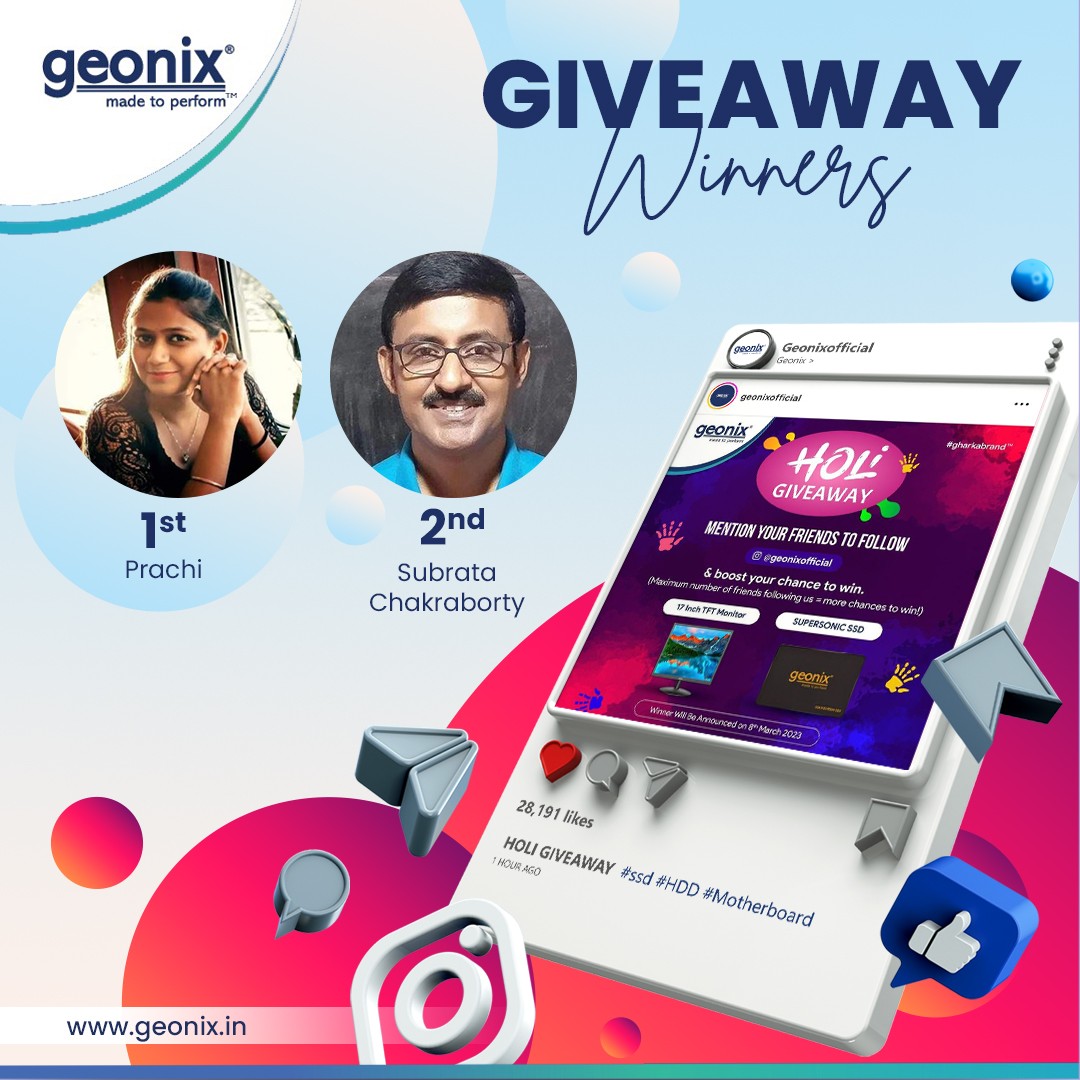 geonix®
made to perform™
GIVEAWAY
Winners
1st
Prachi
2nd
Subrata
Chakraborty
geonix
Geonixofficial
Geonix >
geonixofficial
geonix®
made to perform
#gharkabrand™
HOLi
GIVEAWAY
MENTION YOUR FRIENDS TO FOLLOW
@geonixofficial
& boost your chance to win.
(Maximum number of friends following us = more chances to win!)
17 Inch TFT Monitor
SUPERSONIC SSD
geonix
Winner Will Be Announced on 8th March 2023
28,191 likes
HOLI GIVEAWAY #ssd #HDD #Motherboard
1 HOUR AGO
www.geonix.in